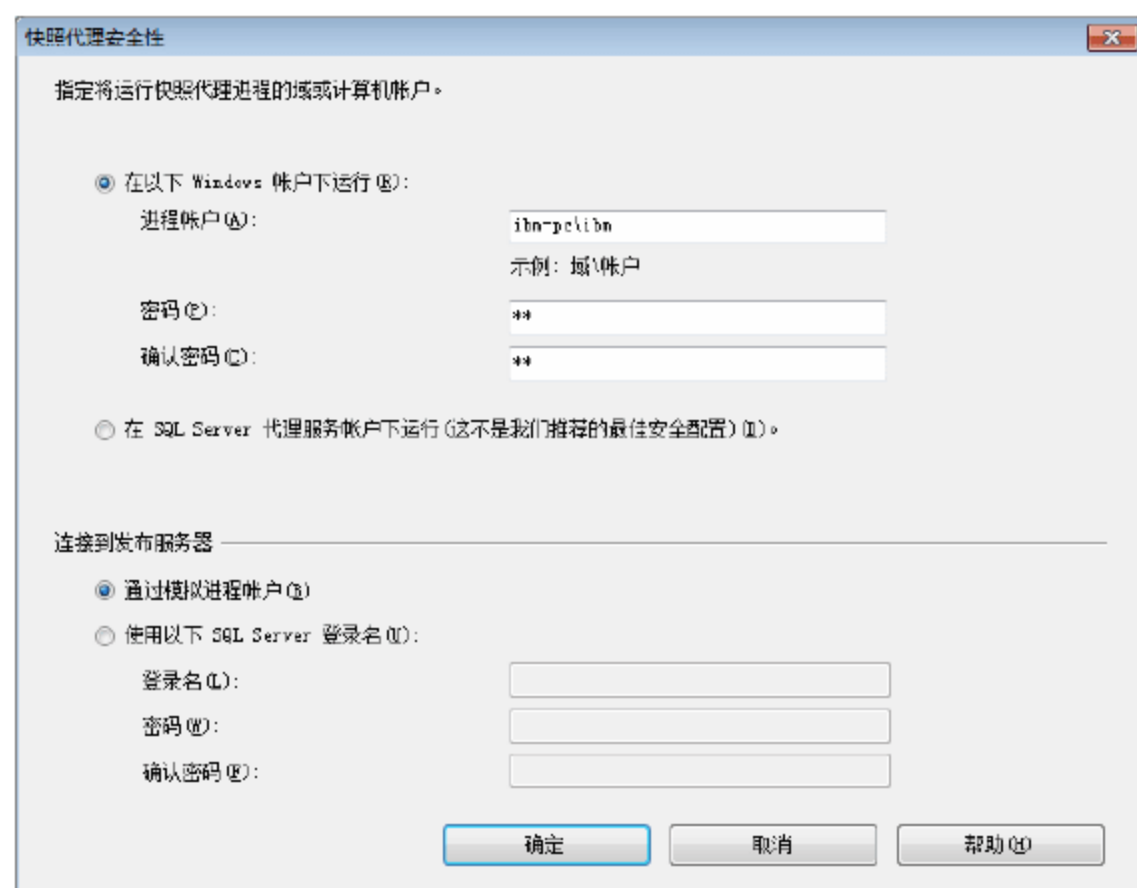 快照代理安全性
指定将运行快照代理进程的域或计算机帐户。
在以下 Windows 帐户下运行(R):
进程帐户(A):
ibm-pc\ibm
示例: 域\帐户
密码(P):
**
确认密码(C):
**
在 SQL Server 代理服务帐户下运行(这不是我们推荐的最佳安全配置)(I)。
连接到发布服务器
通过模拟进程帐户(B)
使用以下 SQL Server 登录名(U):
登录名(L):
密码(W):
确认密码(F):
确定
取消
帮助(H)